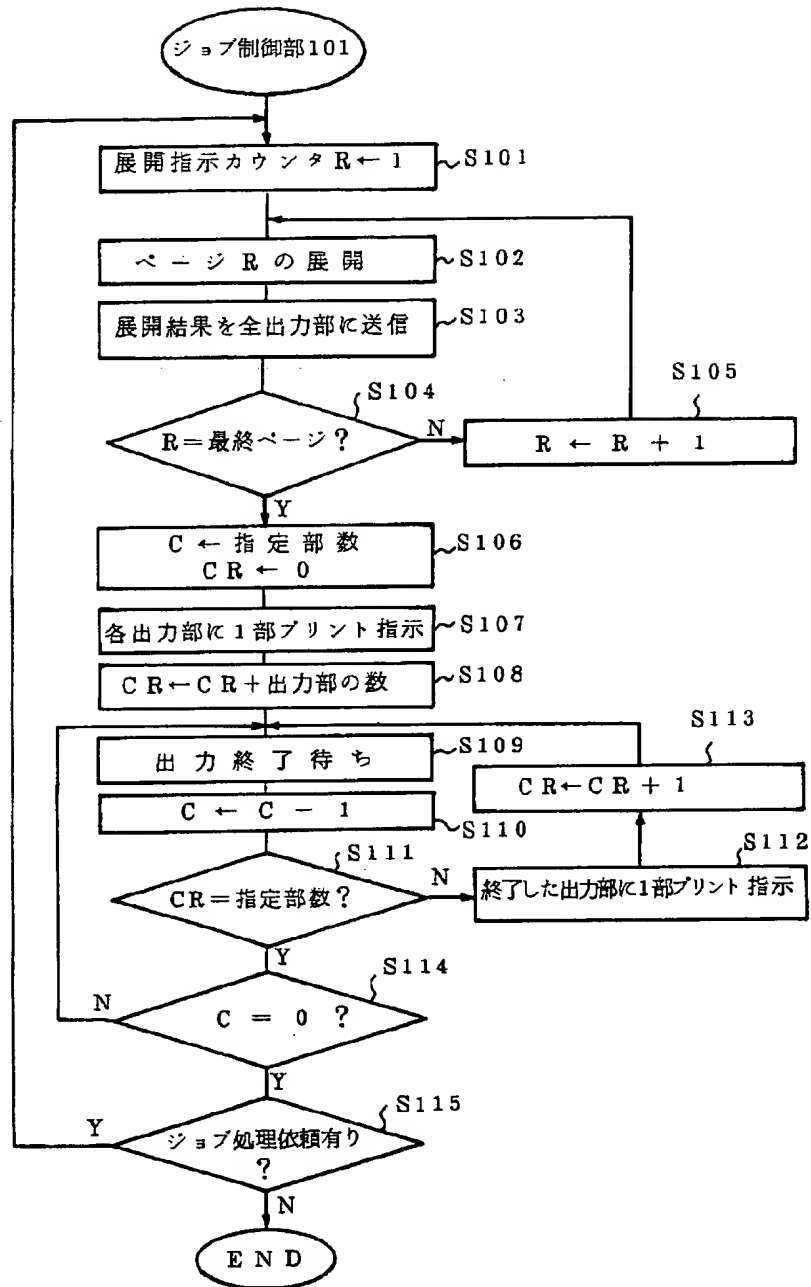 ジョブ制御部101
展開指示カウンタR←1
S101
ページRの展開
S102
展開結果を全出力部に送信
S103
S104
R=最終ページ?
N
S105
R ← R + 1
Y
C ← 指定部数
CR ← 0
S106
各出力部に1部プリント指示
S107
CR←CR+出力部の数
S108
出力終了待ち
S109
C ← C - 1
S110
S111
CR=指定部数?
N
S112
終了した出力部に1部プリント指示
S113
CR←CR + 1
Y
S114
C = 0 ?
N
Y
S115
ジョブ処理依頼有り
?
Y
N
END